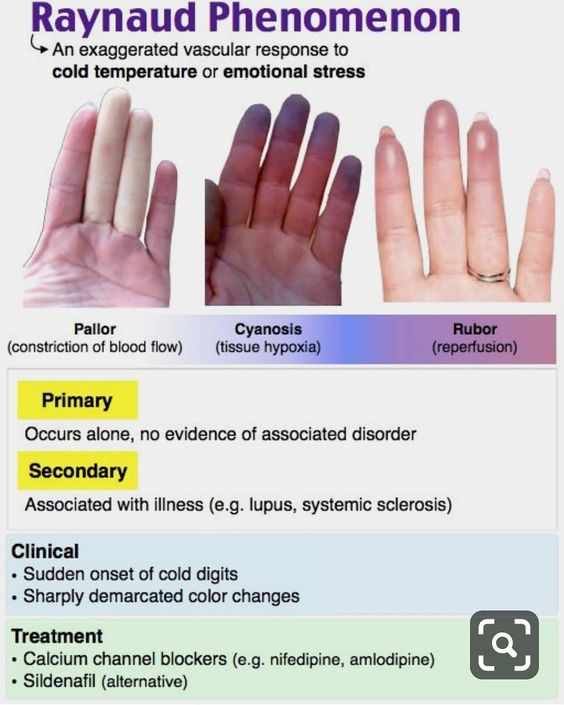 Raynaud Phenomenon
An exaggerated vascular response to
cold temperature or emotional stress
Pallor
(constriction of blood flow)
Cyanosis
(tissue hypoxia)
Rubor
(reperfusion)
Primary
Occurs alone, no evidence of associated disorder
Secondary
Associated with illness (e.g. lupus, systemic sclerosis)
Clinical
• Sudden onset of cold digits
• Sharply demarcated color changes
Treatment
• Calcium channel blockers (e.g. nifedipine, amlodipine)
• Sildenafil (alternative)